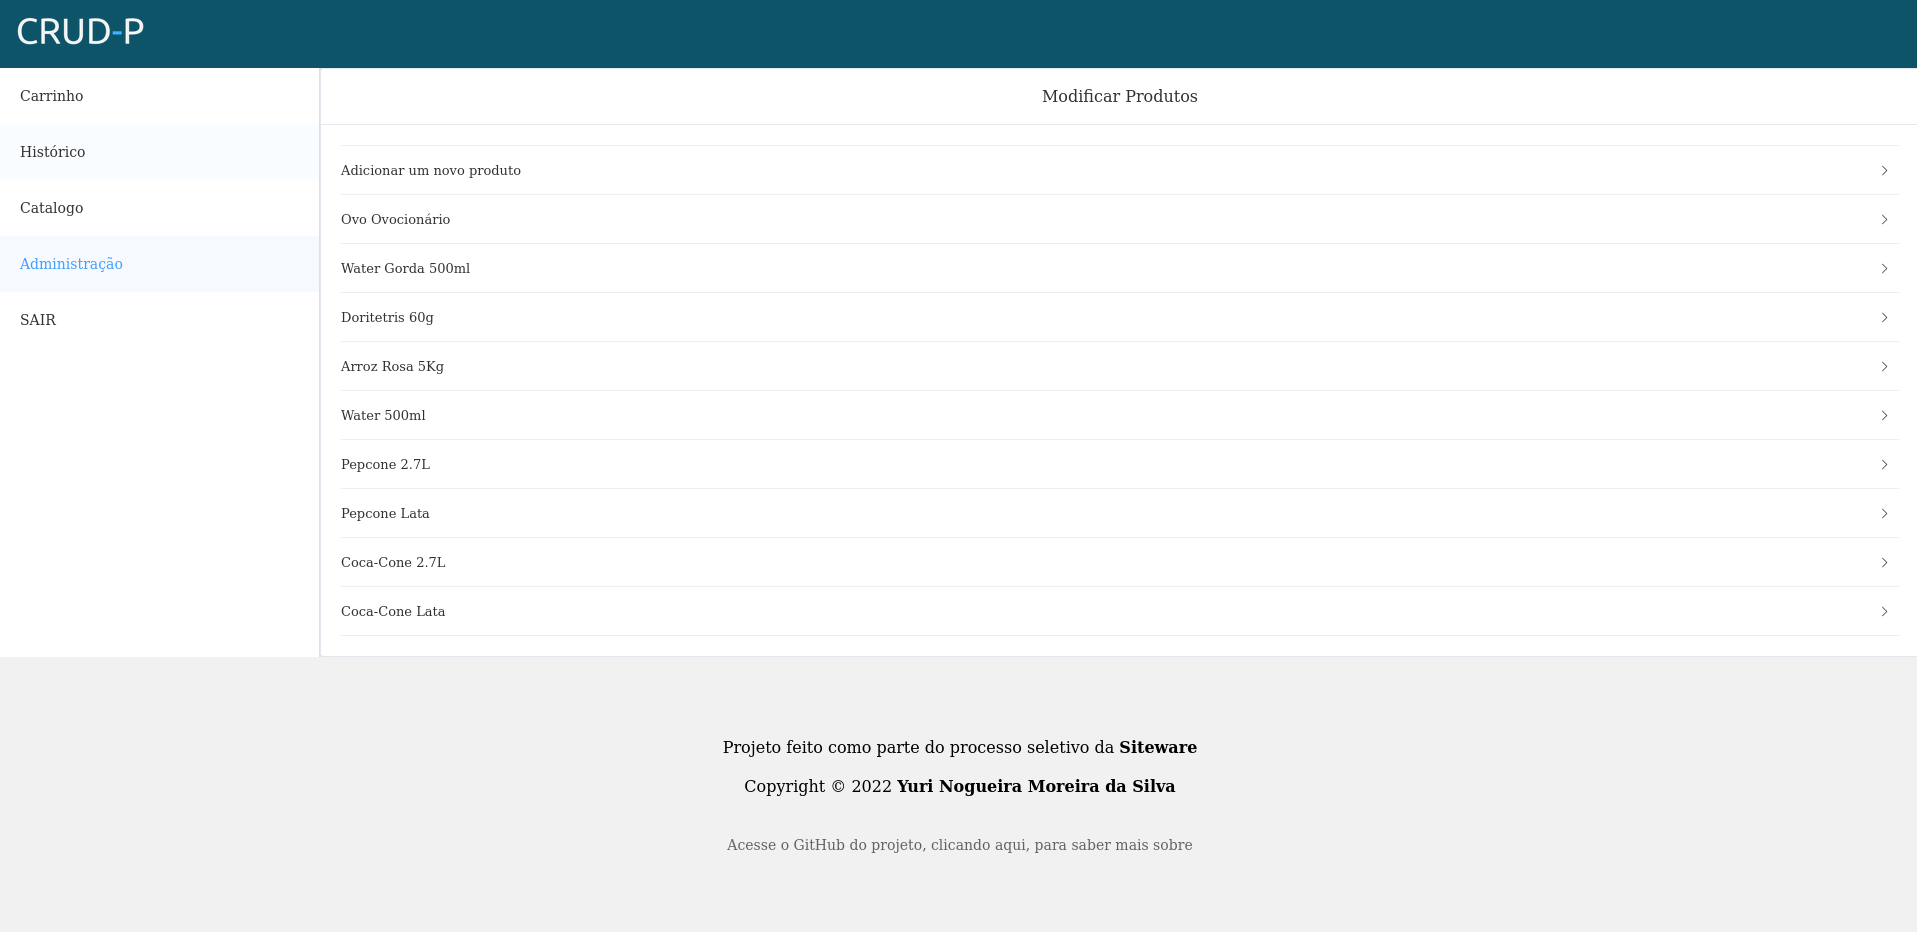 CRUD-P
Carrinho
Histórico
Catalogo
Administração
SAIR
Modificar Produtos
Adicionar um novo produto
Ovo Ovocionário
Water Gorda 500ml
Doritetris 60g
Arroz Rosa 5Kg
Water 500ml
Pepcone 2.7L
Pepcone Lata
Coca-Cone 2.7L
Coca-Cone Lata
Projeto feito como parte do processo seletivo da Siteware
Copyright © 2022 Yuri Nogueira Moreira da Silva
Acesse o GitHub do projeto, clicando aqui, para saber mais sobre